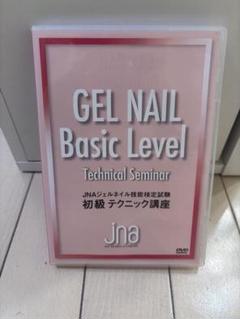 GEL NAIL
Basic Level
Technical Seminar
JNAジェルネイル技能検定試験
初級 テクニック講座
jna
DVD